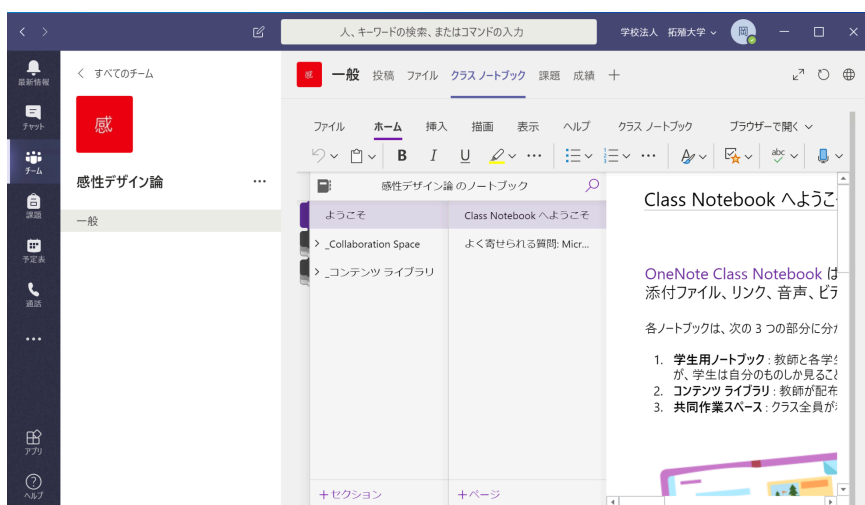 人、キーワードの検索、またはコマンドの入力
学校法人 拓殖大学
岡
最新情報
チャット
チーム
課題
予定表
通話
アプリ
ヘルプ
すべてのチーム
感
感性デザイン論
一般
感 一般 投稿 ファイル クラス ノートブック 課題 成績
ファイル ホーム 挿入 描画 表示 ヘルプ クラス ノートブック ブラウザーで開く
B I U abc
感性デザイン論 のノートブック
ようこそ
_Collaboration Space
_コンテンツ ライブラリ
+セクション
Class Notebook へようこそ
よく寄せられる質問: Micr...
+ページ
Class Notebook へようこ
OneNote Class Notebook は
添付ファイル、リンク、音声、ビデ
各ノートブックは、次の 3 つの部分に分か
1. 学生用ノートブック : 教師と各学
が、学生は自分のものしか見るこ
2. コンテンツ ライブラリ : 教師が配布
3. 共同作業スペース : クラス全員が